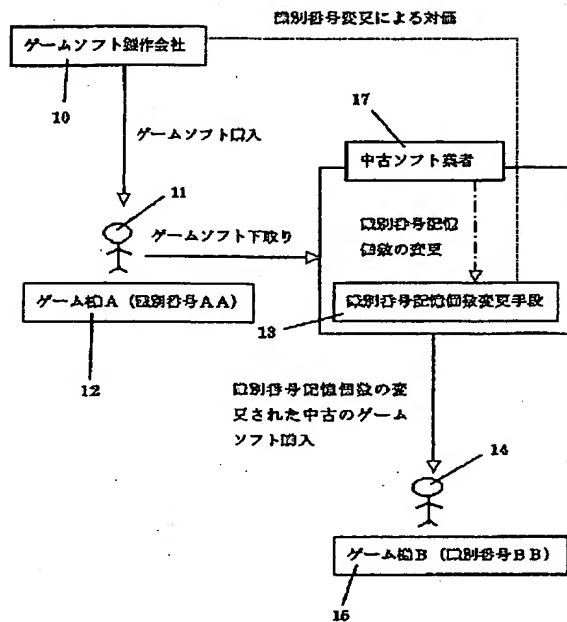 識別番号変更による対価
ゲームソフト製作会社
10
17
ゲームソフト購入
中古ソフト業者
11
ゲームソフト下取り
識別番号記憶
個数の変更
ゲーム機A(識別番号AA)
識別番号記憶個数変更手段
13
12
識別番号記憶個数の変
更された中古のゲーム
ソフト購入
14
ゲーム機B(識別番号BB)
15